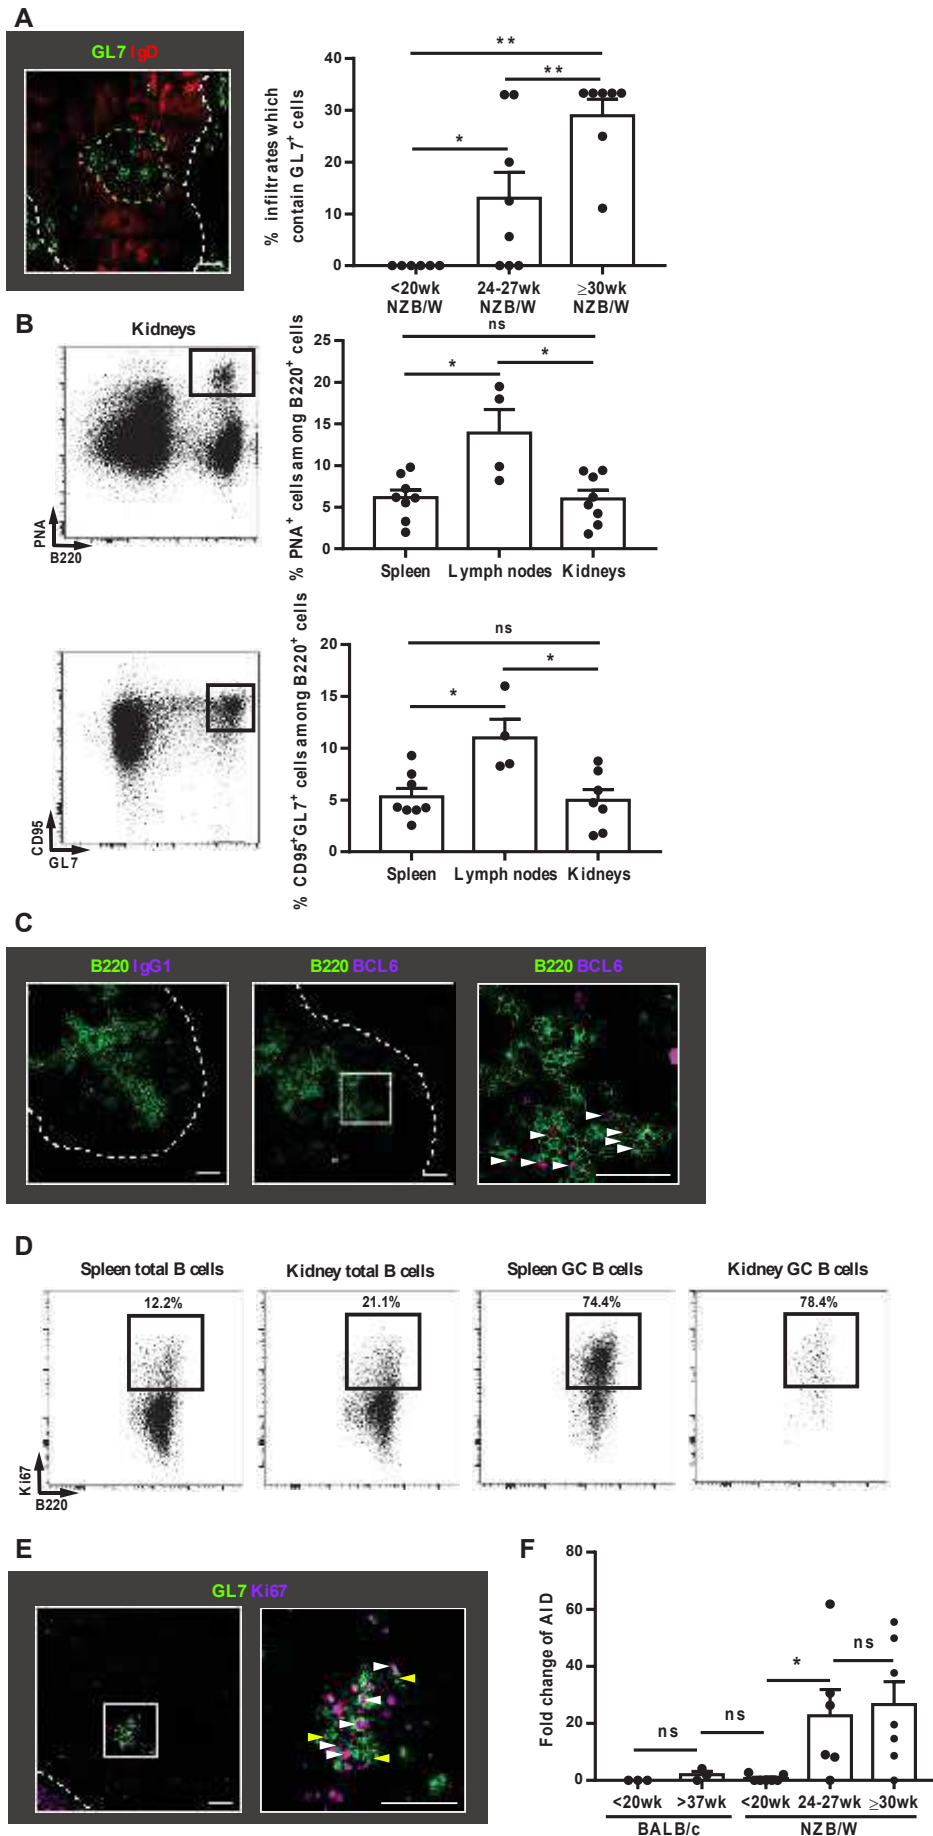 A
GL7 IgD
% infiltrates which
contain GL7+ cells
40
30
20
10
0
**
**
*
<20wk
NZB/W
24-27wk
NZB/W
≥30wk
NZB/W
B
Kidneys
PNA
B220
% PNA+ cells among B220+ cells
25
20
15
10
5
0
ns
*
*
Spleen
Lymph nodes
Kidneys
CD95
GL7
% CD95+GL7+ cells among B220+ cells
20
15
10
5
0
ns
*
*
Spleen
Lymph nodes
Kidneys
C
B220 IgG1
B220 BCL6
B220 BCL6
D
Spleen total B cells
Kidney total B cells
Spleen GC B cells
Kidney GC B cells
12.2%
21.1%
74.4%
78.4%
Ki67
B220
E
GL7 Ki67
F
Fold change of AID
80
60
40
20
0
ns
ns
*
ns
<20wk
>37wk
<20wk
24-27wk
≥30wk
BALB/c
NZB/W